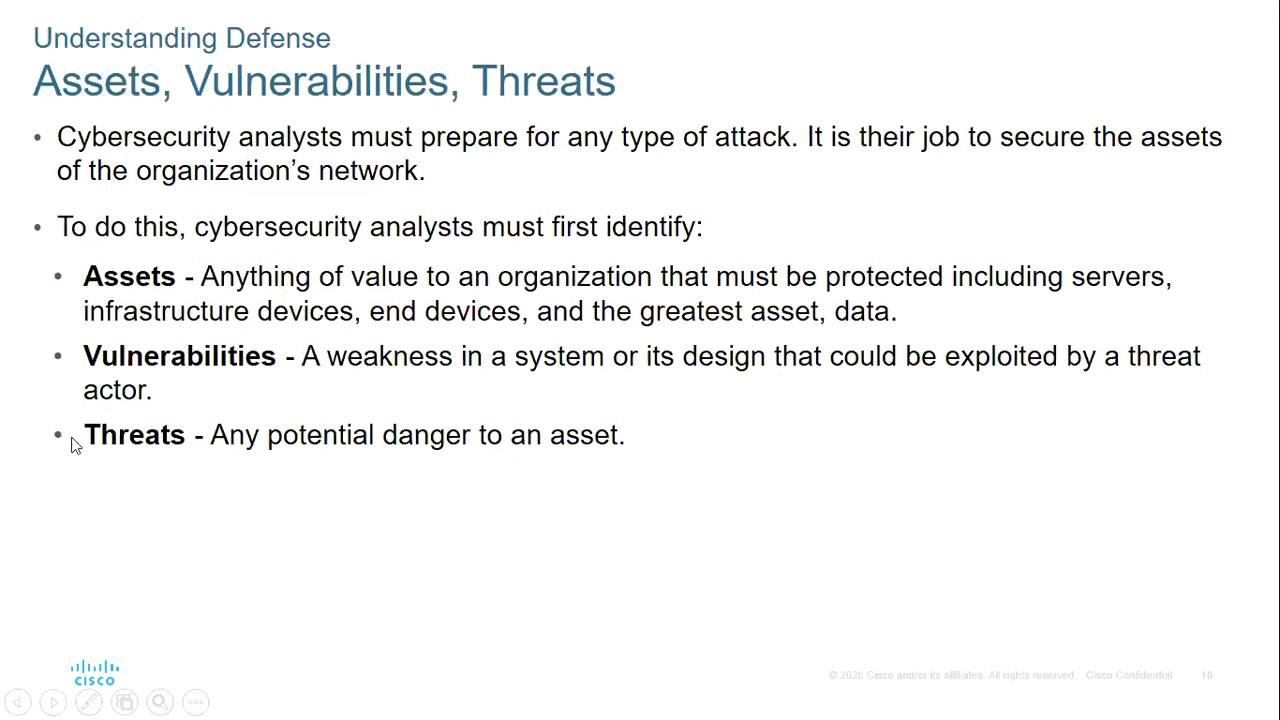 Understanding Defense
Assets, Vulnerabilities, Threats
• Cybersecurity analysts must prepare for any type of attack. It is their job to secure the assets
of the organization’s network.
• To do this, cybersecurity analysts must first identify:
• Assets - Anything of value to an organization that must be protected including servers,
infrastructure devices, end devices, and the greatest asset, data.
• Vulnerabilities - A weakness in a system or its design that could be exploited by a threat
actor.
• Threats - Any potential danger to an asset.
CISCO
© 2020 Cisco and/or its affiliates. All rights reserved. Cisco Confidential 10